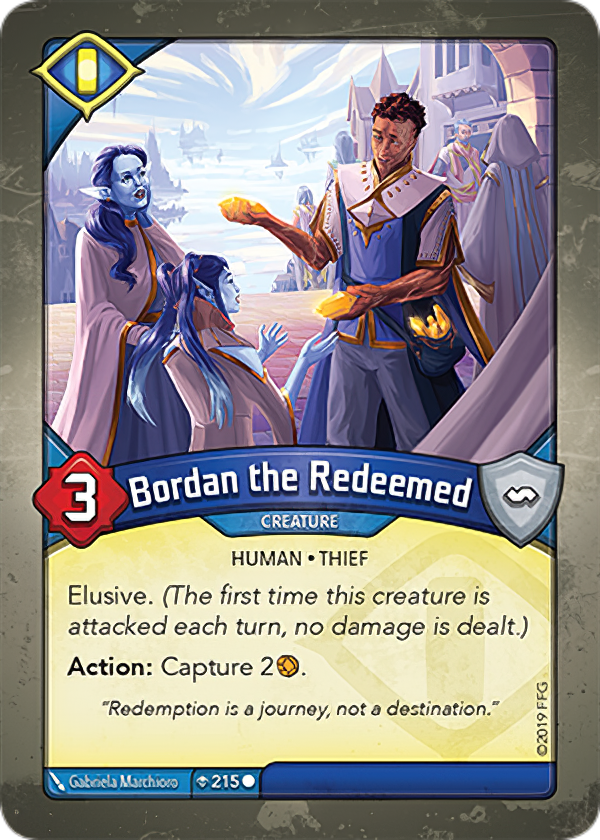 3
Bordan the Redeemed
CREATURE
HUMAN • THIEF
Elusive. (The first time this creature is
attacked each turn, no damage is dealt.)
Action: Capture 2.
"Redemption is a journey, not a destination."
©2019 FFG
Gabriela Marchioro
215